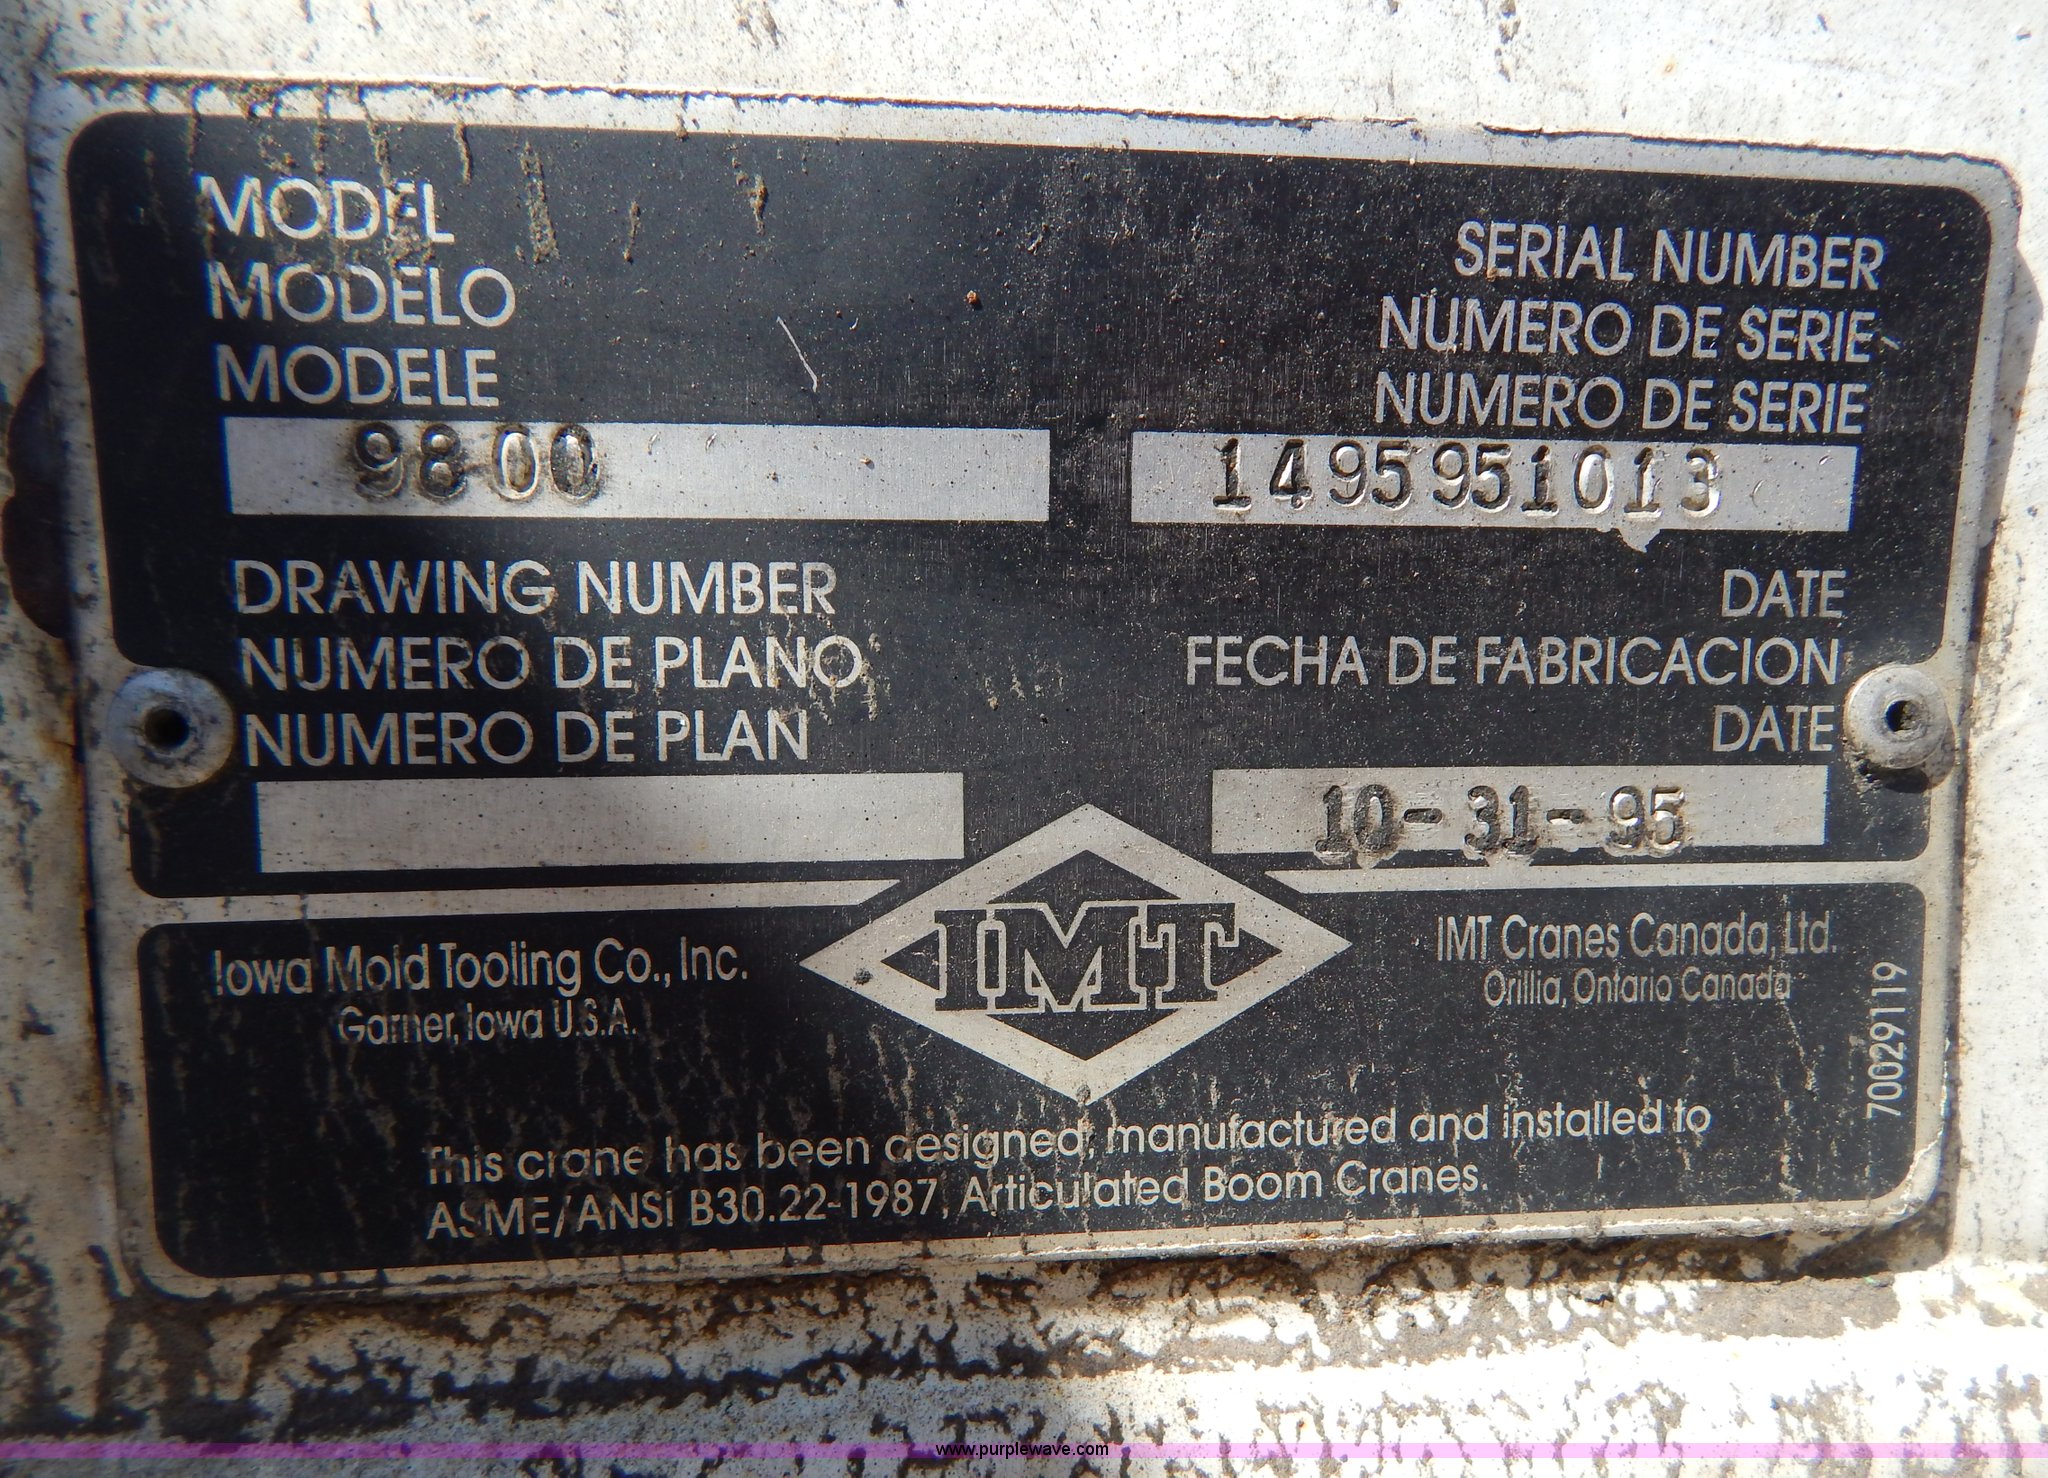 MODEL
MODELO
MODELE
9800
SERIAL NUMBER
NUMERO DE SERIE
NUMERO DE SERIE
1495951013
DRAWING NUMBER
NUMERO DE PLANO
NUMERO DE PLAN
DATE
FECHA DE FABRICACION
DATE
10-31-95
Iowa Mold Tooling Co., Inc.
Garner, Iowa U.S.A.
IMT
IMT Cranes Canada, Ltd.
Orillia, Ontario Canada
70029119
This crane has been designed, manufactured and installed to
ASME/ANSI B30.22-1987, Articulated Boom Cranes.
www.purplewave.com